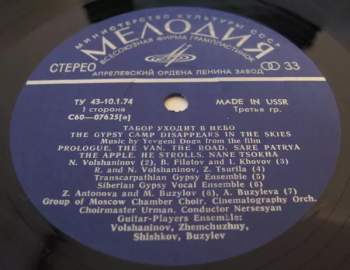 МИНИСТЕРСТВО КУЛЬТУРЫ СССР
МЕЛОДИЯ
ВСЕСОЮЗНАЯ ФИРМА ГРАМПЛАСТИНОК
СТЕРЕО
33
АПРЕЛЕВСКИЙ ОРДЕНА ЛЕНИНА ЗАВОД
ТУ 43-10.1.74
MADE IN USSR
1 сторона
Третья гр.
С60—07625(a)
ТАБОР УХОДИТ В НЕБО
THE GYPSY CAMP DISAPPEARS IN THE SKIES
Music by Yevgeni Doga from the film
PROLOGUE, THE VAN, THE ROAD, SARE PATRYA
THE APPLE, HE STROLLS, NANE TSOKHA
N. Volshaninov (2), B. Filatov and I. Khovov (3)
R. and N. Volshaninov, Z. Tsurila (4)
Transcarpathian Gypsy Ensemble (5)
Siberian Gypsy Vocal Ensemble (6)
Z. Antonova and M. Buzylev (6), A. Buzyleva (7)
Group of Moscow Chamber Choir, Cinematography Orch.
Choirmaster Urman, Conductor Nersesyan
Guitar-Players Ensemble:
Volshaninov, Zhemchuzhny,
Shishkov, Buzylev